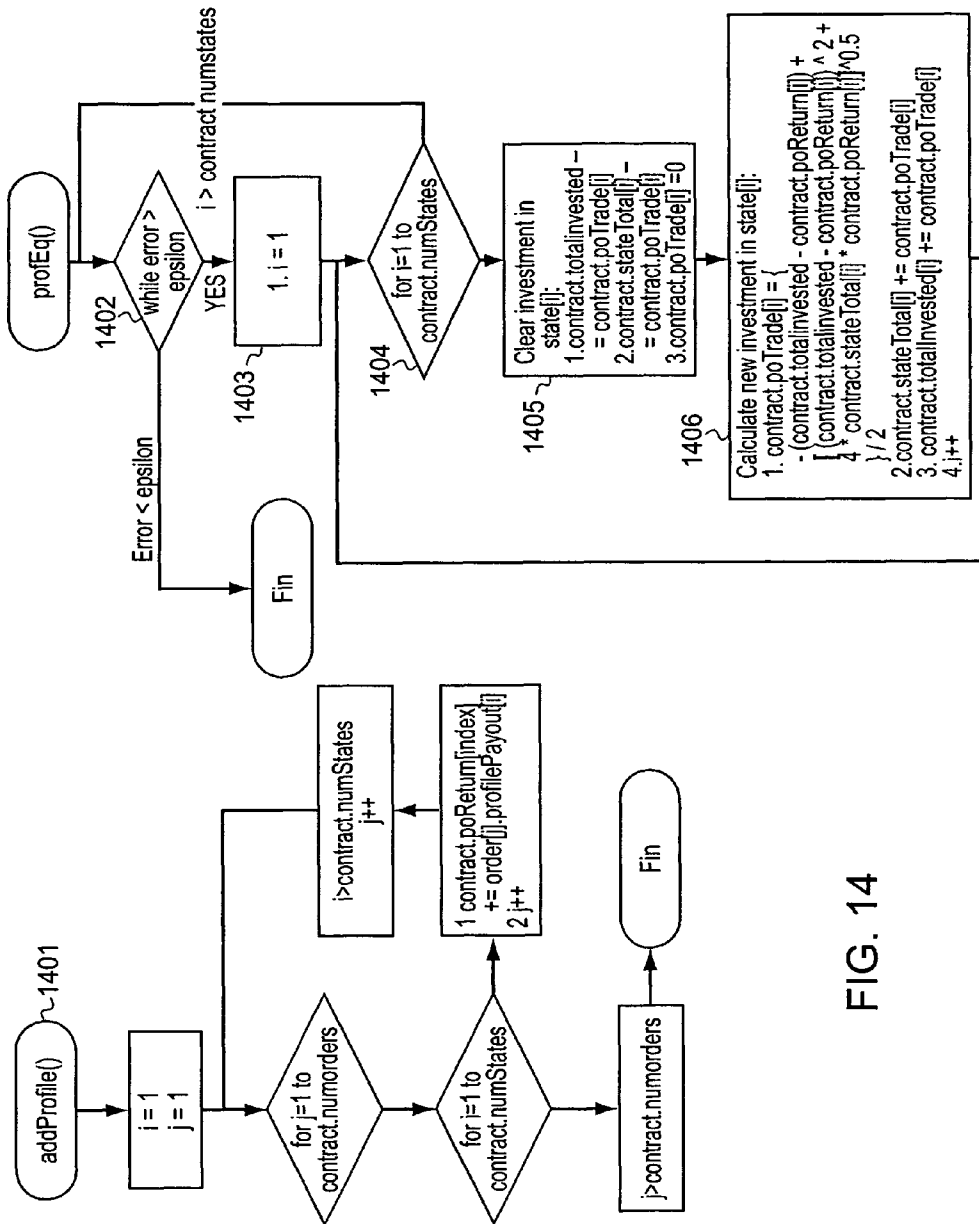 addProfile()
1401
i = 1
j = 1
for j=1 to
contract.numorders
for i=1 to
contract.numStates
j>contract.numorders
Fin
1 contract.poReturn[index]
+= order[j].profilePayout[i]
2 j++
i>contract.numStates
j++
profEq()
1402
while error >
epsilon
Error < epsilon
Fin
YES
i > contract numstates
1403
1. i = 1
1404
for i=1 to
contract.numStates
1405
Clear investment in
state[i]:
1.contract.totalInvested –
= contract.poTrade[i]
2.contract.stateTotal[i] –
= contract.poTrade[i]
3.contract.poTrade[i] =0
1406
Calculate new investment in state[i]:
1. contract.poTrade[i] = {
- (contract.totalInvested - contract.poReturn[i]) +
[ (contract.totalInvested - contract.poReturn[i]) ^ 2 +
4 * contract.stateTotal[i] * contract.poReturn[i]]^0.5
} / 2
2.contract.stateTotal[i] += contract.poTrade[i]
3. contract.totalInvested[i] += contract.poTrade[i]
4.i++
FIG. 14